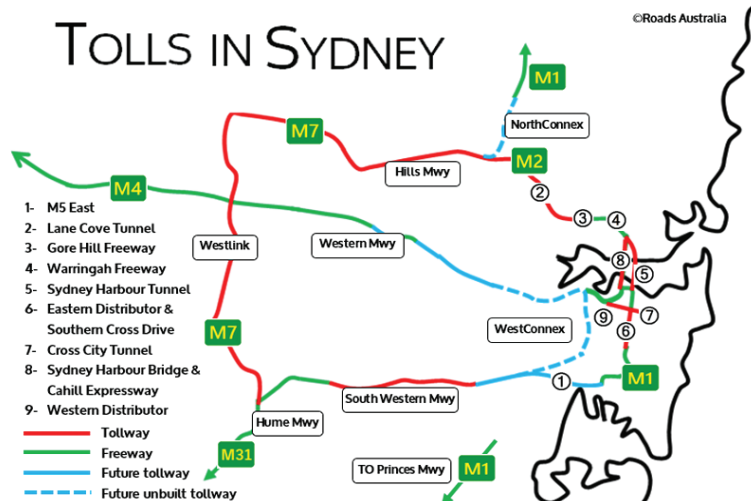 ©Roads Australia
TOLLS IN SYDNEY
M1
NorthConnex
M7
M2
Hills Mwy
2
3
4
M4
1- M5 East
2- Lane Cove Tunnel
3- Gore Hill Freeway
4- Warringah Freeway
5- Sydney Harbour Tunnel
6- Eastern Distributor &
Southern Cross Drive
7- Cross City Tunnel
8- Sydney Harbour Bridge &
Cahill Expressway
9- Western Distributor
Tollway
Freeway
Future tollway
Future unbuilt tollway
Westlink
Western Mwy
8
5
WestConnex
9
7
6
M7
South Western Mwy
1
M1
Hume Mwy
M31
TO Princes Mwy
M1